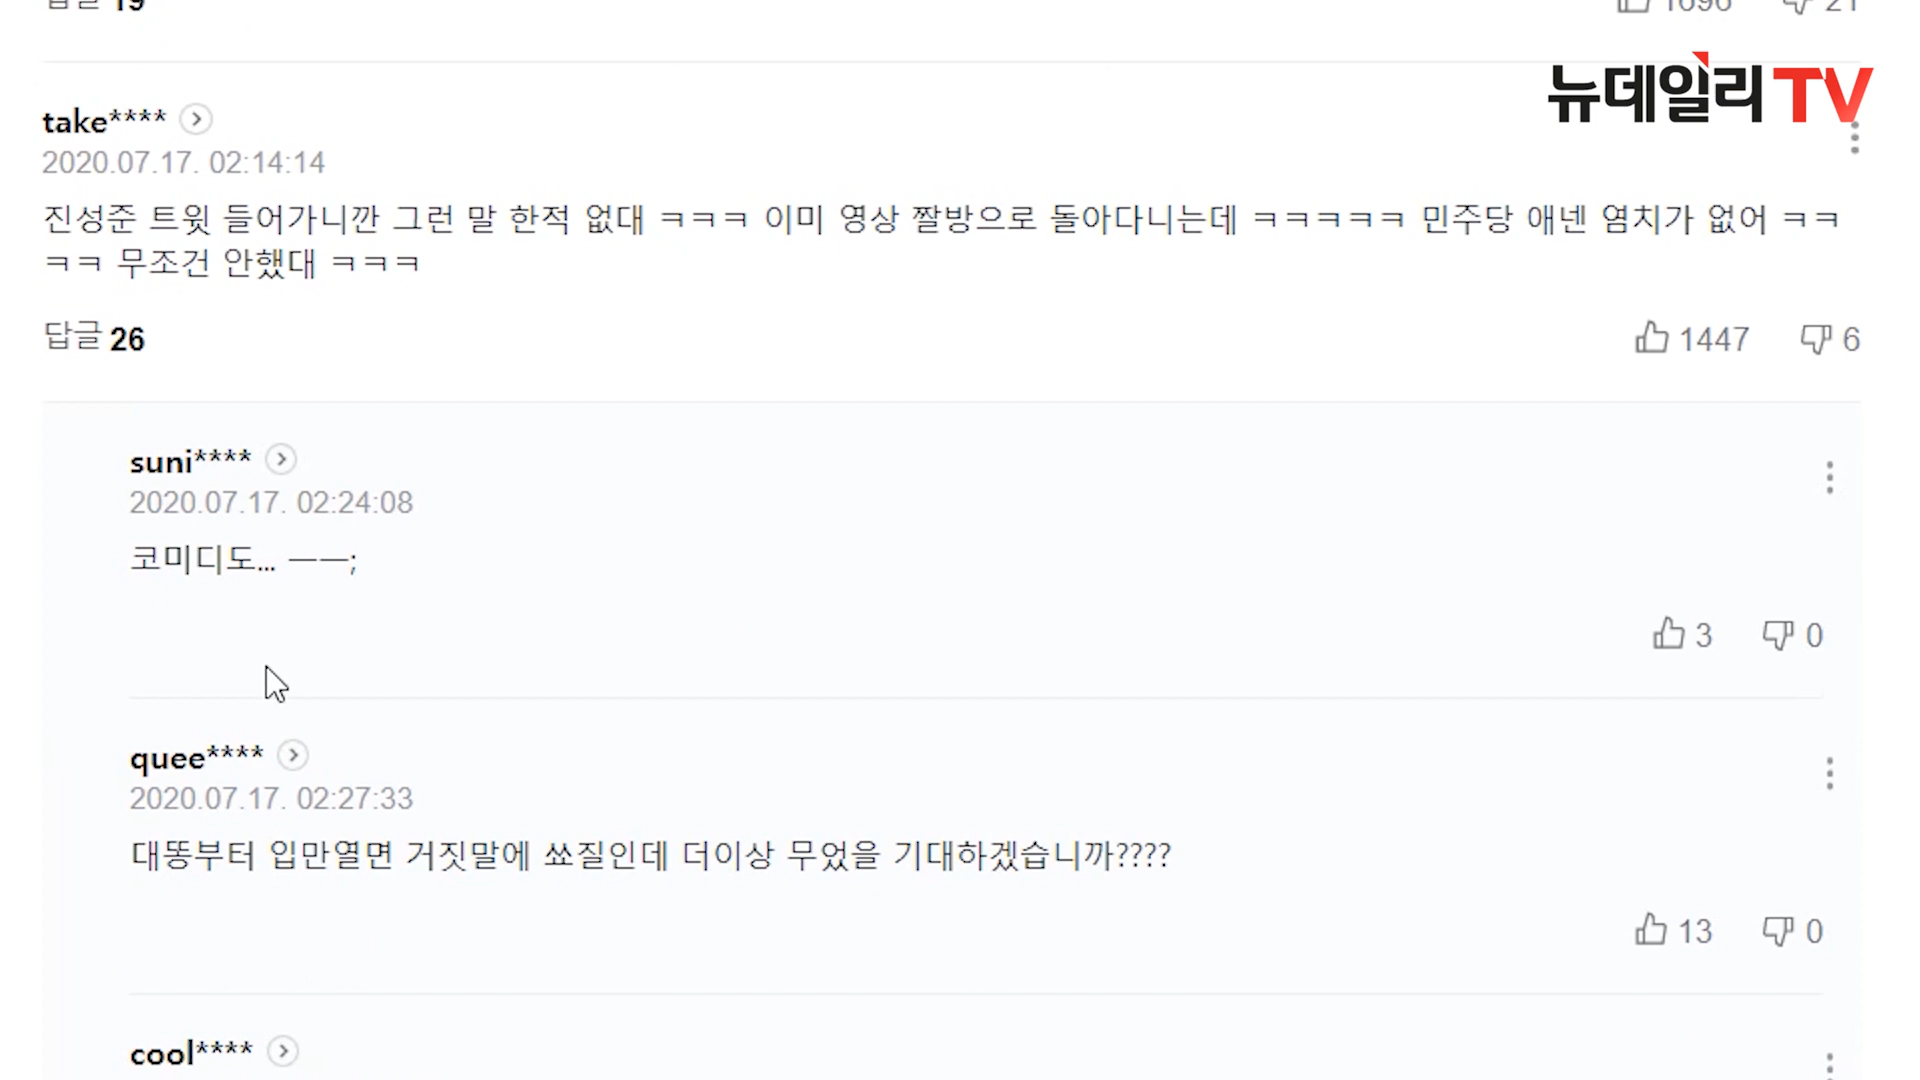 답글 19
1696 21
뉴데일리TV
take****
2020.07.17. 02:14:14
진성준 트윗 들어가니깐 그런 말 한적 없대 ㅋㅋㅋ 이미 영상 짤방으로 돌아다니는데 ㅋㅋㅋㅋㅋ 민주당 애넨 염치가 없어 ㅋㅋ
ㅋㅋ 무조건 안했대 ㅋㅋㅋ
답글 26
1447 6
suni****
2020.07.17. 02:24:08
코미디도... ㅡㅡ;
3 0
quee****
2020.07.17. 02:27:33
대똥부터 입만열면 거짓말에 쑈질인데 더이상 무었을 기대하겠습니까????
13 0
cool****